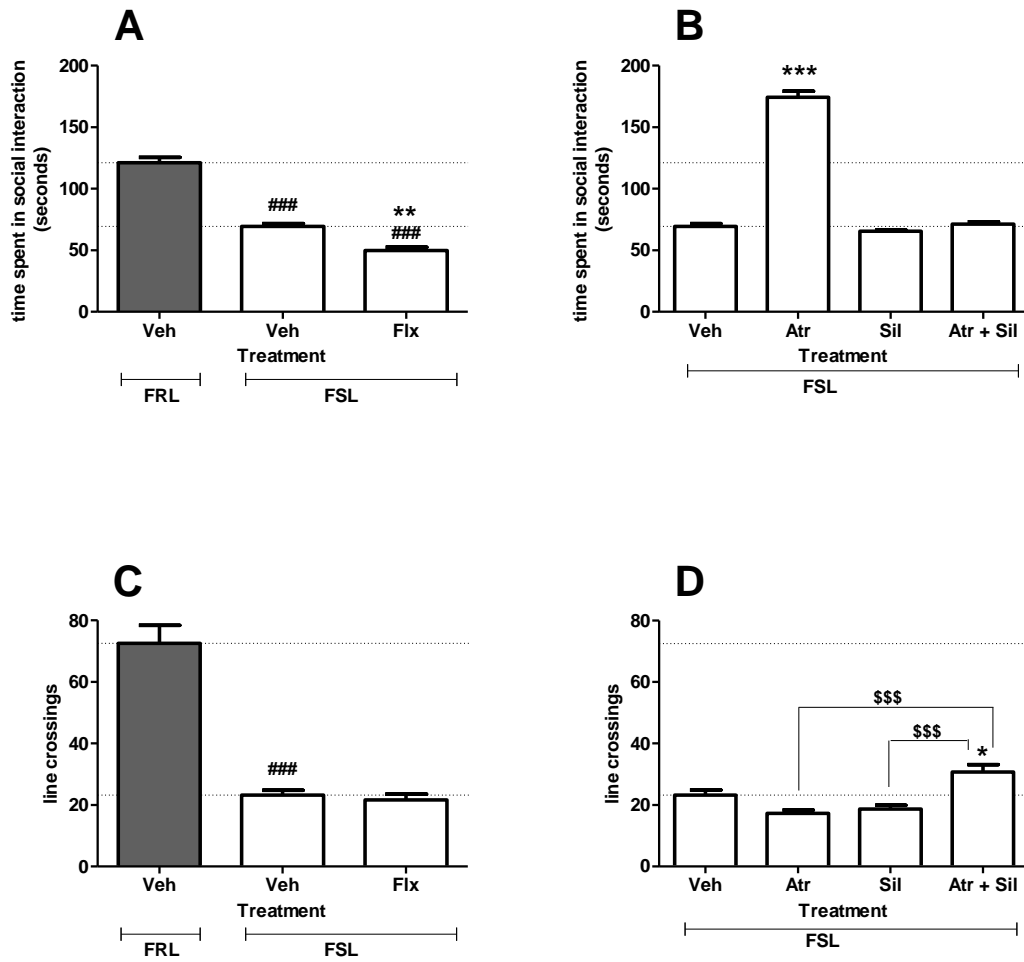 A
time spent in social interaction
(seconds)
200
150
100
50
0
###
**
###
Veh
Veh
Flx
Treatment
FRL
FSL
B
time spent in social interaction
(seconds)
200
150
100
50
0
***
Veh
Atr
Sil
Atr + Sil
Treatment
FSL
C
line crossings
80
60
40
20
0
###
Veh
Veh
Flx
Treatment
FRL
FSL
D
line crossings
80
60
40
20
0
$$$
$$$
*
Veh
Atr
Sil
Atr + Sil
Treatment
FSL